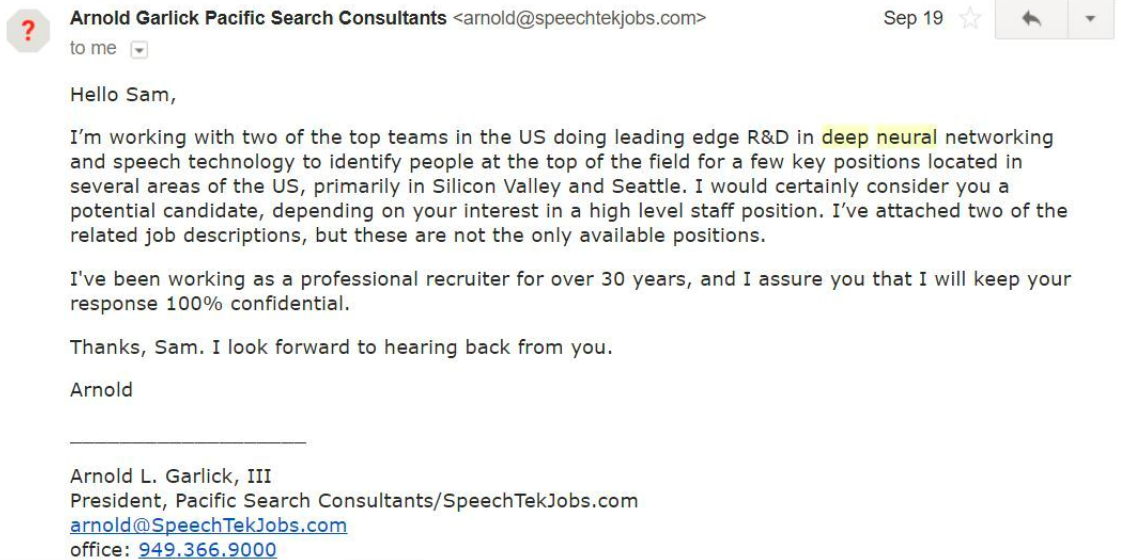 Arnold Garlick Pacific Search Consultants <arnold@speechtekjobs.com> Sep 19
?
to me
Hello Sam,
I’m working with two of the top teams in the US doing leading edge R&D in deep neural networking
and speech technology to identify people at the top of the field for a few key positions located in
several areas of the US, primarily in Silicon Valley and Seattle. I would certainly consider you a
potential candidate, depending on your interest in a high level staff position. I’ve attached two of the
related job descriptions, but these are not the only available positions.
I've been working as a professional recruiter for over 30 years, and I assure you that I will keep your
response 100% confidential.
Thanks, Sam. I look forward to hearing back from you.
Arnold
___________________
Arnold L. Garlick, III
President, Pacific Search Consultants/SpeechTekJobs.com
arnold@SpeechTekJobs.com
office: 949.366.9000